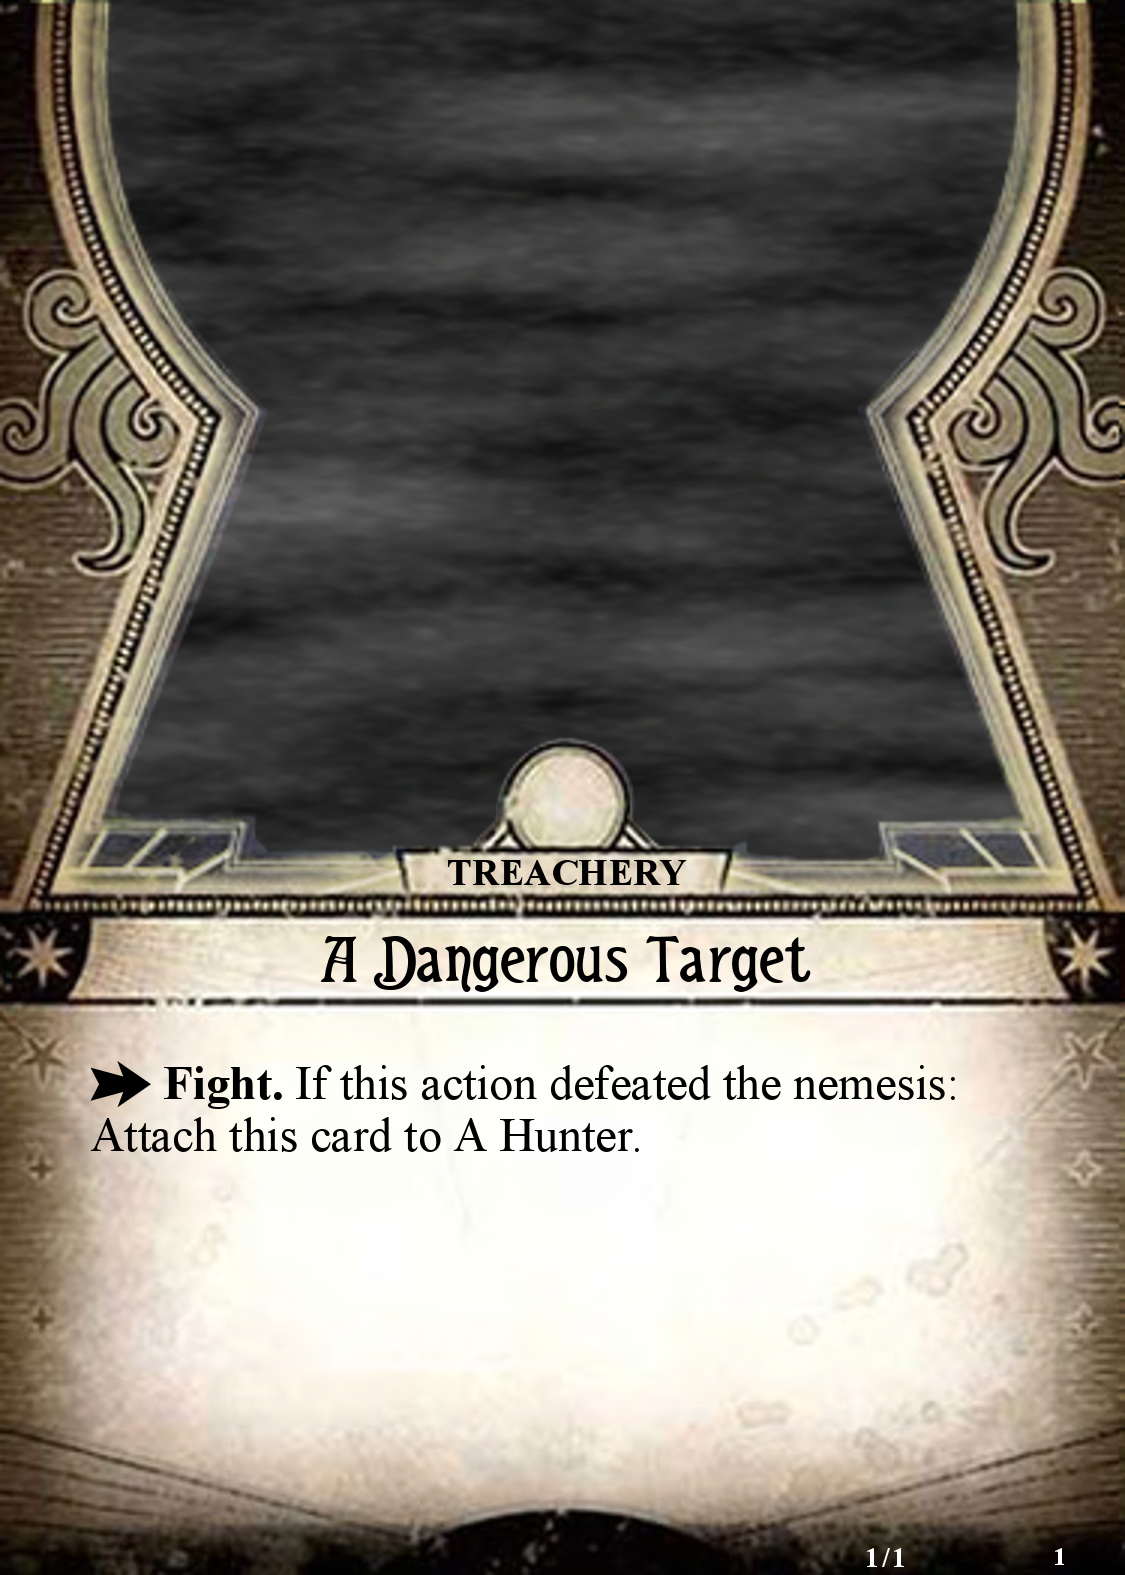 TREACHERY
A Dangerous Target
Fight. If this action defeated the nemesis:
Attach this card to A Hunter.
1/1
1